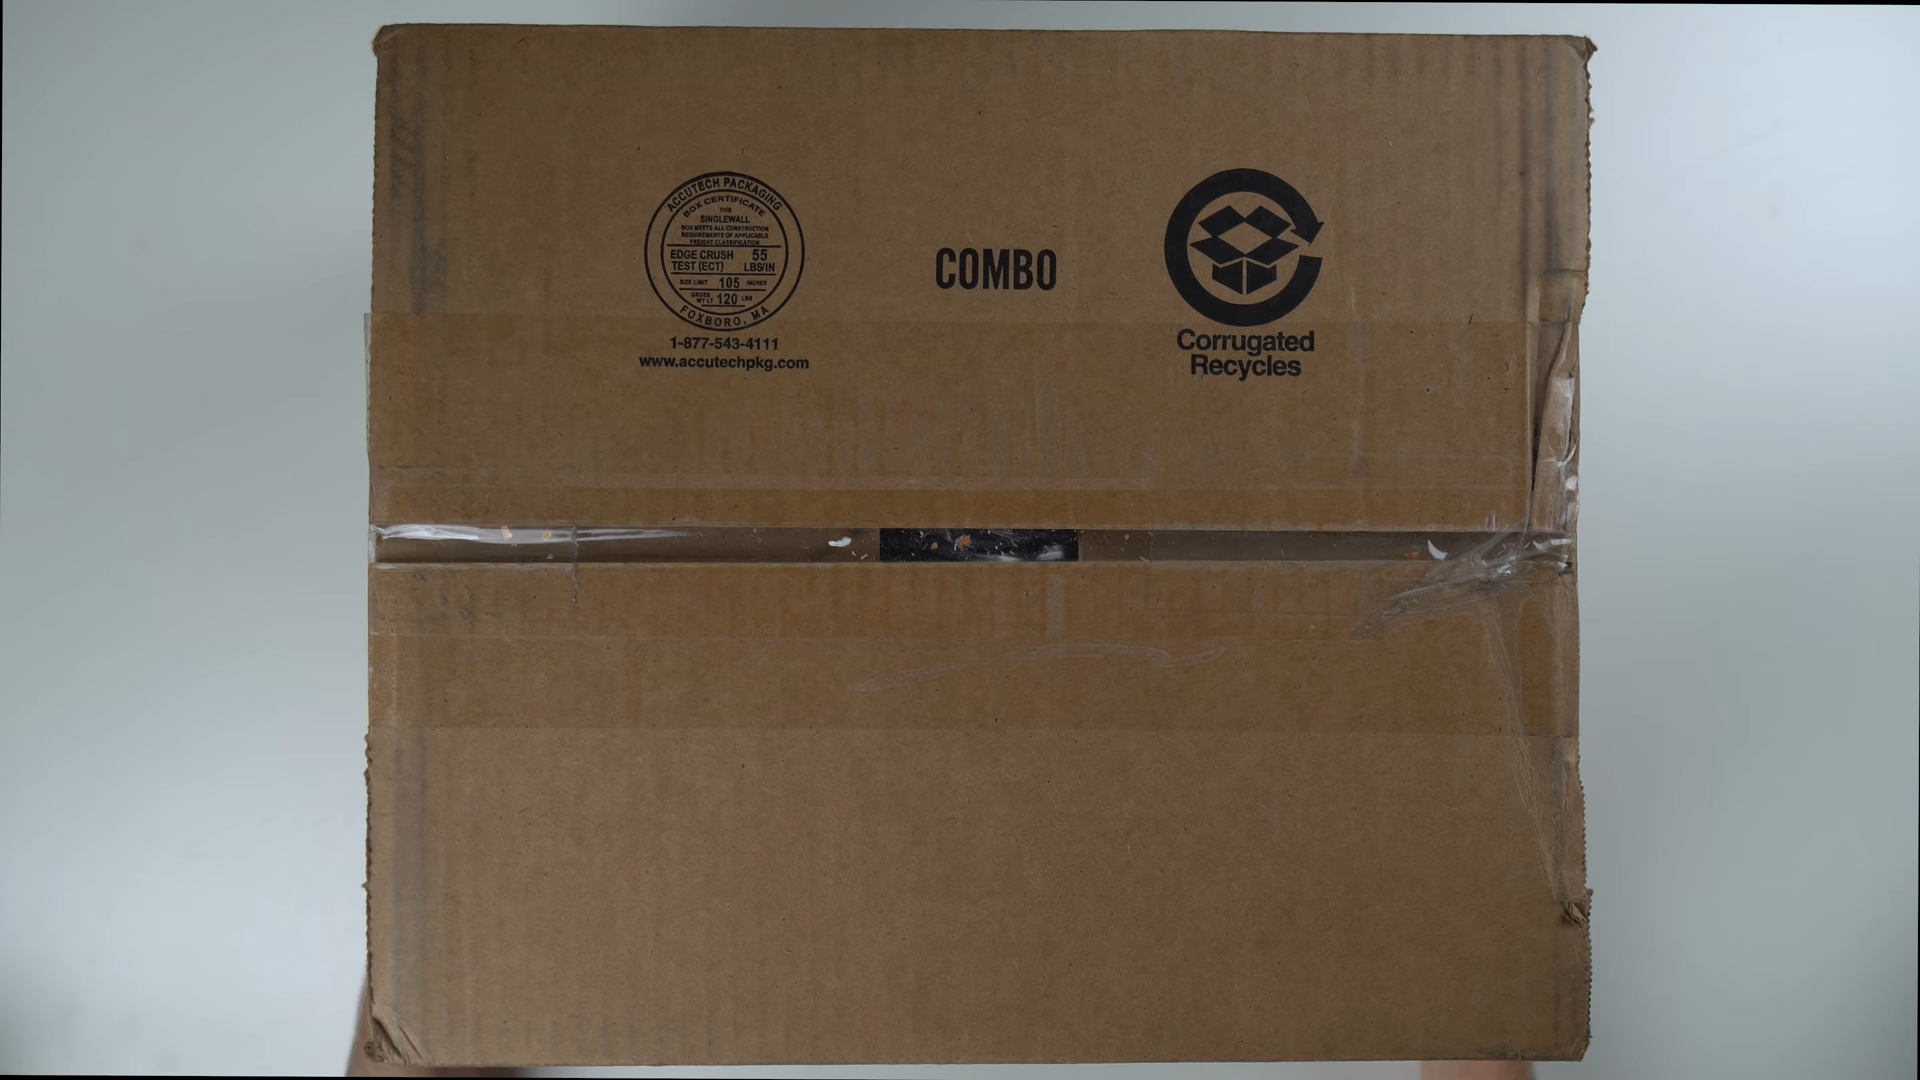 ACCUTECH PACKAGING
BOX CERTIFICATE
THIS
SINGLEWALL
BOX MEETS ALL CONSTRUCTION
REQUIREMENTS OF APPLICABLE
FREIGHT CLASSIFICATION
EDGE CRUSH 55
TEST (ECT) LBS/IN
SIZE LIMIT 105 INCHES
GROSS
WT LT 120 LBS
FOXBORO, MA
1-877-543-4111
www.accutechpkg.com
COMBO
Corrugated
Recycles